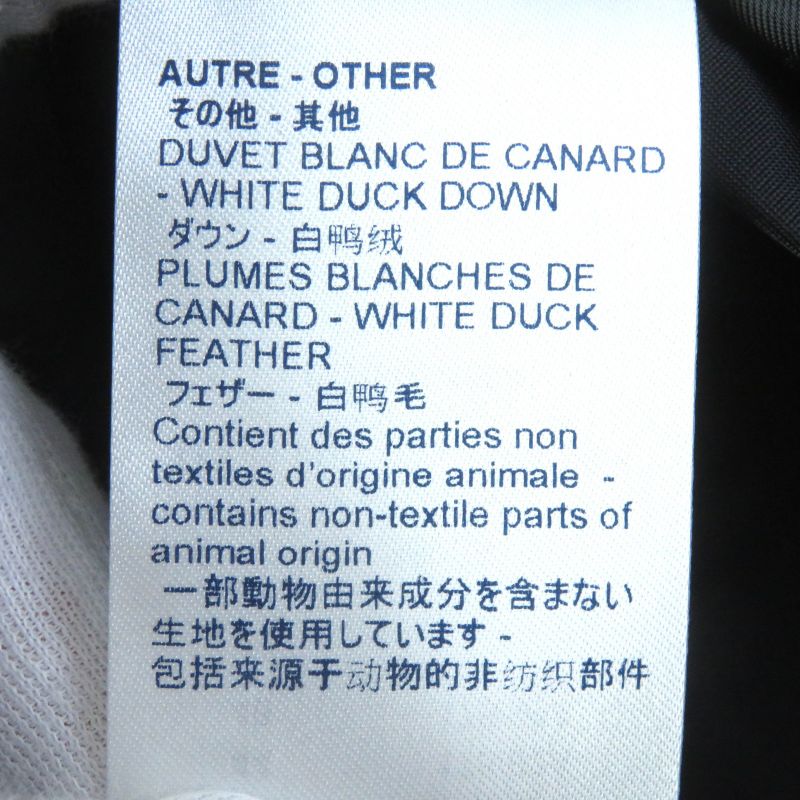 AUTRE - OTHER
その他 - 其他
DUVET BLANC DE CANARD
- WHITE DUCK DOWN
ダウン - 白鸭绒
PLUMES BLANCHES DE
CANARD - WHITE DUCK
FEATHER
フェザー - 白鸭毛
Contient des parties non
textiles d'origine animale -
contains non-textile parts of
animal origin
一部動物由来成分を含まない
生地を使用しています -
包括来源于动物的非纺织部件